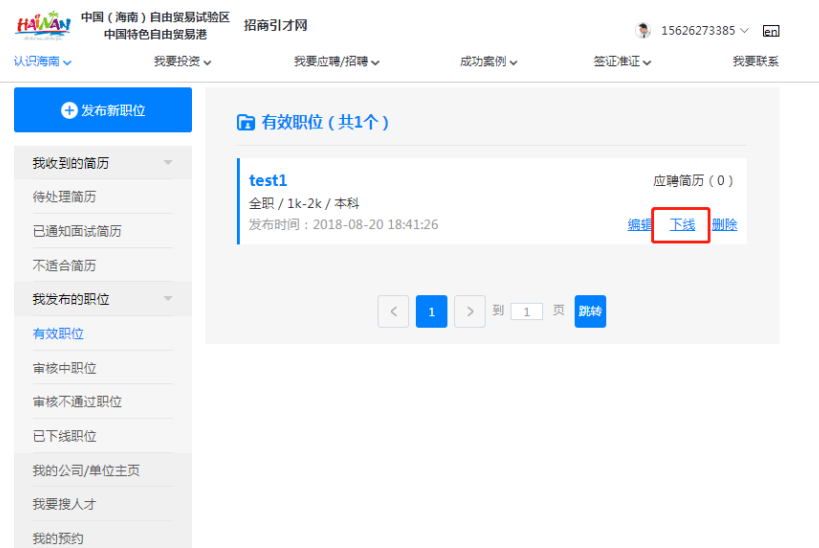 HAINAN
中国（海南）自由贸易试验区
中国特色自由贸易港
招商引才网
15626273385
en
认识海南
我要投资
我要应聘/招聘
成功案例
签证准证
我要联系
发布新职位
我收到的简历
待处理简历
已通知面试简历
不适合简历
我发布的职位
有效职位
审核中职位
审核不通过职位
已下线职位
我的公司/单位主页
我要搜人才
我的预约
有效职位（共1个）
test1
应聘简历（0）
全职 / 1k-2k / 本科
发布时间：2018-08-20 18:41:26
编辑 下线 删除
< 1 > 到 1 页 跳转